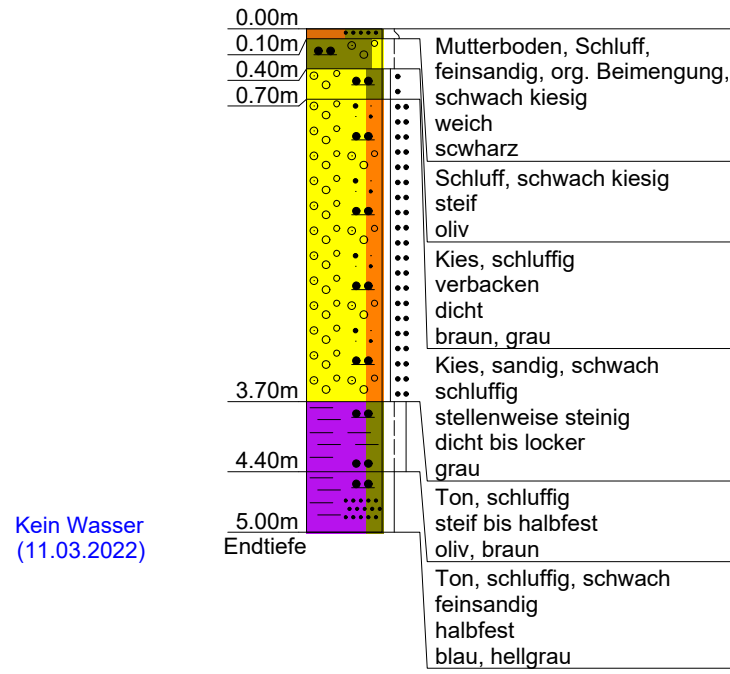 0.00m
0.10m
0.40m
0.70m
3.70m
4.40m
5.00m
Endtiefe
Kein Wasser
(11.03.2022)
Mutterboden, Schluff,
feinsandig, org. Beimengung,
schwach kiesig
weich
scwharz
Schluff, schwach kiesig
steif
oliv
Kies, schluffig
verbacken
dicht
braun, grau
Kies, sandig, schwach
schluffig
stellenweise steinig
dicht bis locker
grau
Ton, schluffig
steif bis halbfest
oliv, braun
Ton, schluffig, schwach
feinsandig
halbfest
blau, hellgrau